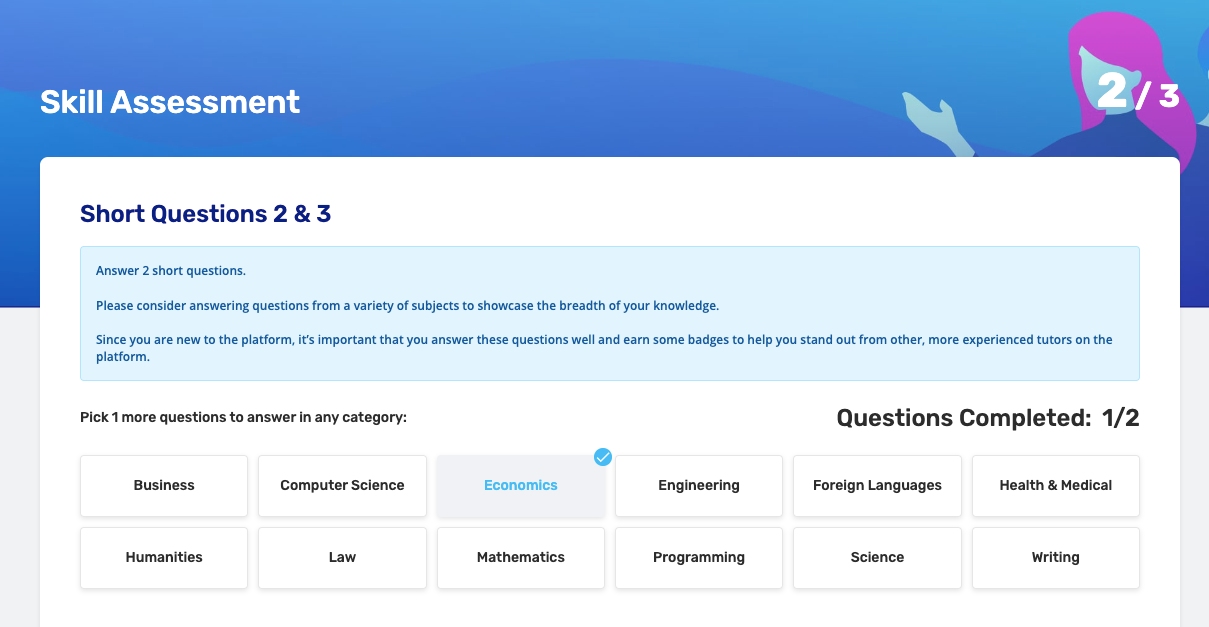 Skill Assessment
2 / 3
Short Questions 2 & 3
Answer 2 short questions.
Please consider answering questions from a variety of subjects to showcase the breadth of your knowledge.
Since you are new to the platform, it's important that you answer these questions well and earn some badges to help you stand out from other, more experienced tutors on the
platform.
Pick 1 more questions to answer in any category:
Questions Completed: 1/2
Business
Computer Science
Economics
Engineering
Foreign Languages
Health & Medical
Humanities
Law
Mathematics
Programming
Science
Writing